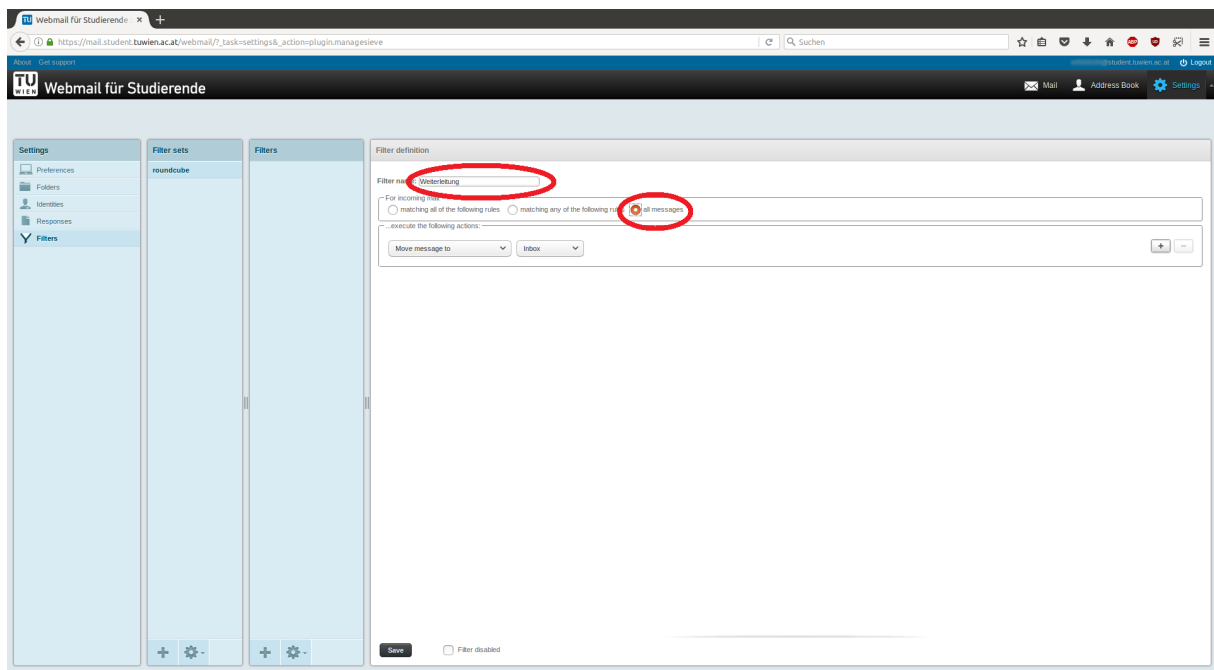 Webmail für Studierende
https://mail.student.tuwien.ac.at/webmail/?_task=settings&_action=plugin.managesieve
Suchen
About Get support
@student.tuwien.ac.at Logout
TU WIEN Webmail für Studierende
Mail Address Book Settings
Settings Filter sets Filters Filter definition
Preferences roundcube
Folders
Identities
Responses
Filters
Filter name: Weiterleitung
For incoming mail
matching all of the following rules matching any of the following rules all messages
...execute the following actions:
Move message to Inbox
Save Filter disabled